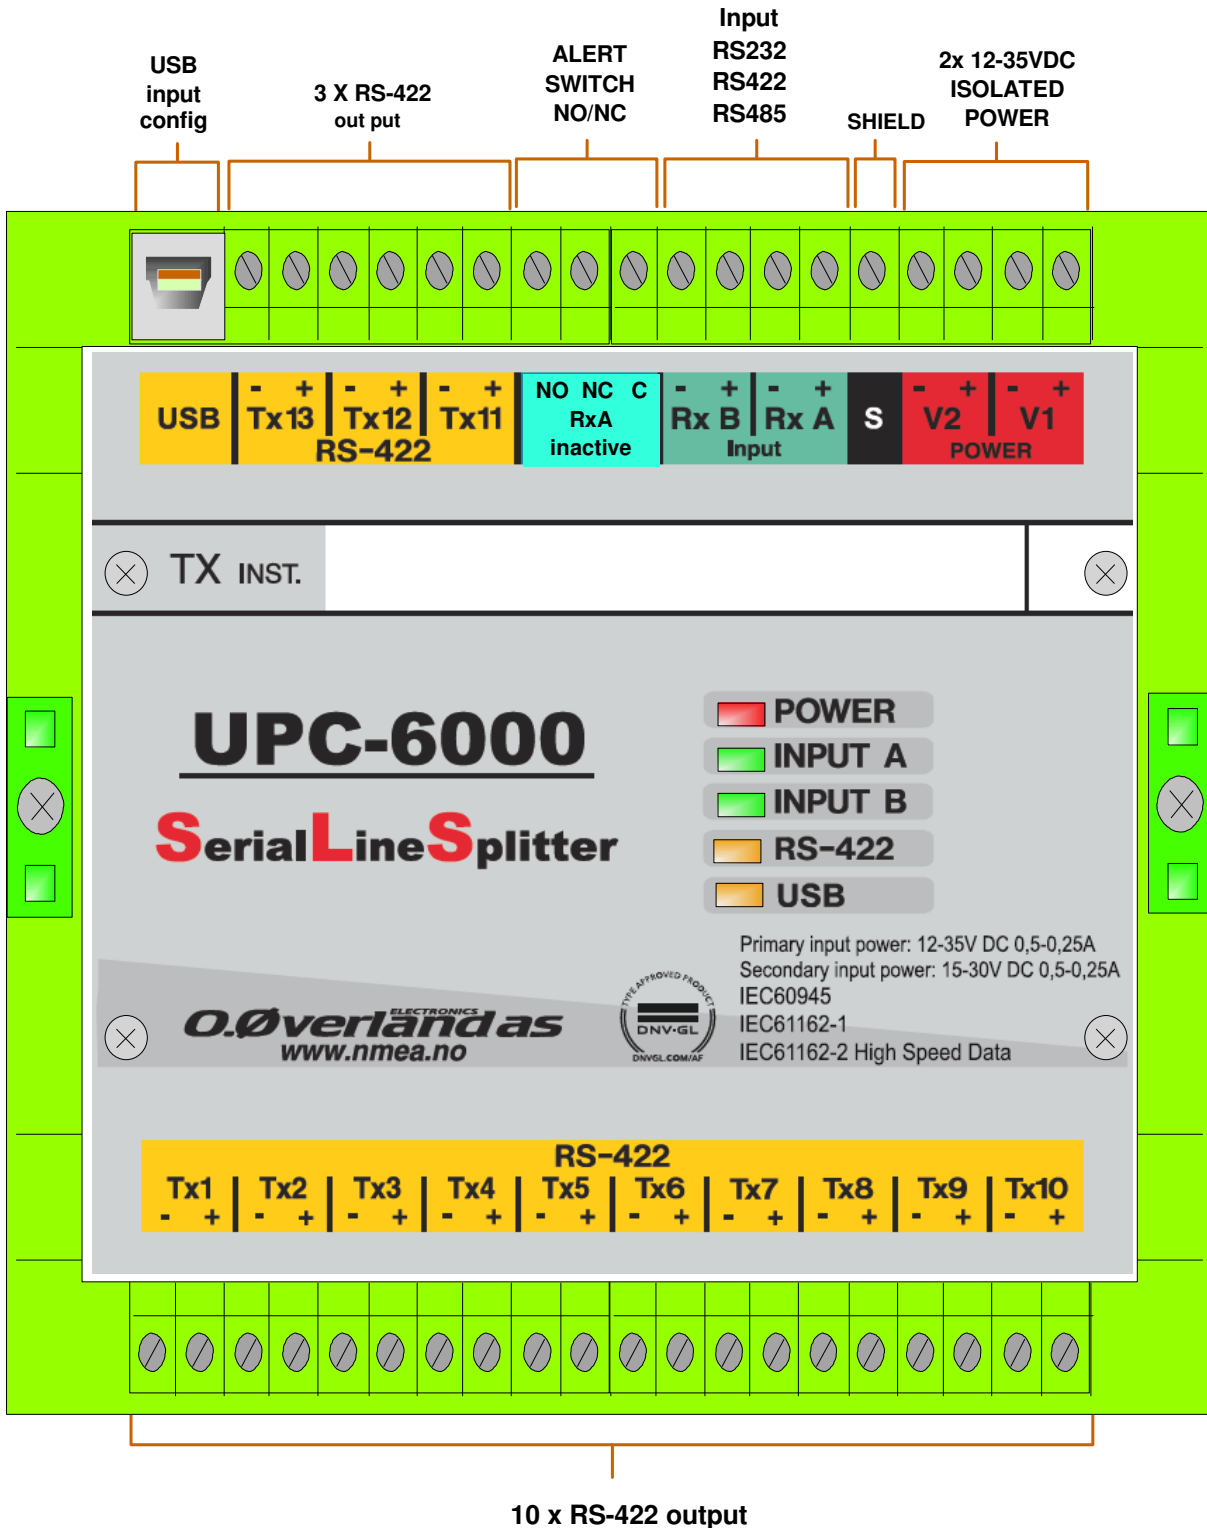 USB
input
config
3 X RS-422
out put
ALERT
SWITCH
NO/NC
Input
RS232
RS422
RS485
SHIELD
2x 12-35VDC
ISOLATED
POWER
USB
- + - + - +
Tx13 Tx12 Tx11
RS-422
NO NC C
RxA
inactive
- + - +
Rx B Rx A
Input
S
- + - +
V2 V1
POWER
TX INST.
UPC-6000
SerialLineSplitter
POWER
INPUT A
INPUT B
RS-422
USB
Primary input power: 12-35V DC 0,5-0,25A
Secondary input power: 15-30V DC 0,5-0,25A
IEC60945
IEC61162-1
IEC61162-2 High Speed Data
ELECTRONICS
O.Øverland as
www.nmea.no
TYPE APPROVED PRODUCT
DNV·GL
DNVGL.COM/AF
RS-422
Tx1 Tx2 Tx3 Tx4 Tx5 Tx6 Tx7 Tx8 Tx9 Tx10
- + - + - + - + - + - + - + - + - + - +
10 x RS-422 output